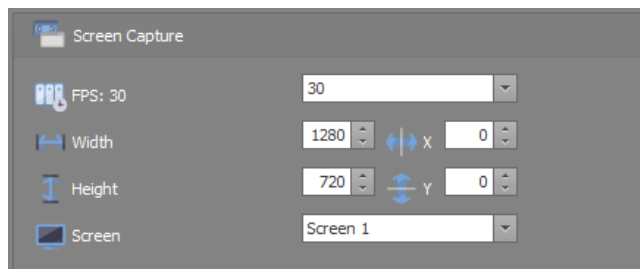 Screen Capture
FPS: 30 30
Width 1280 X 0
Height 720 Y 0
Screen Screen 1